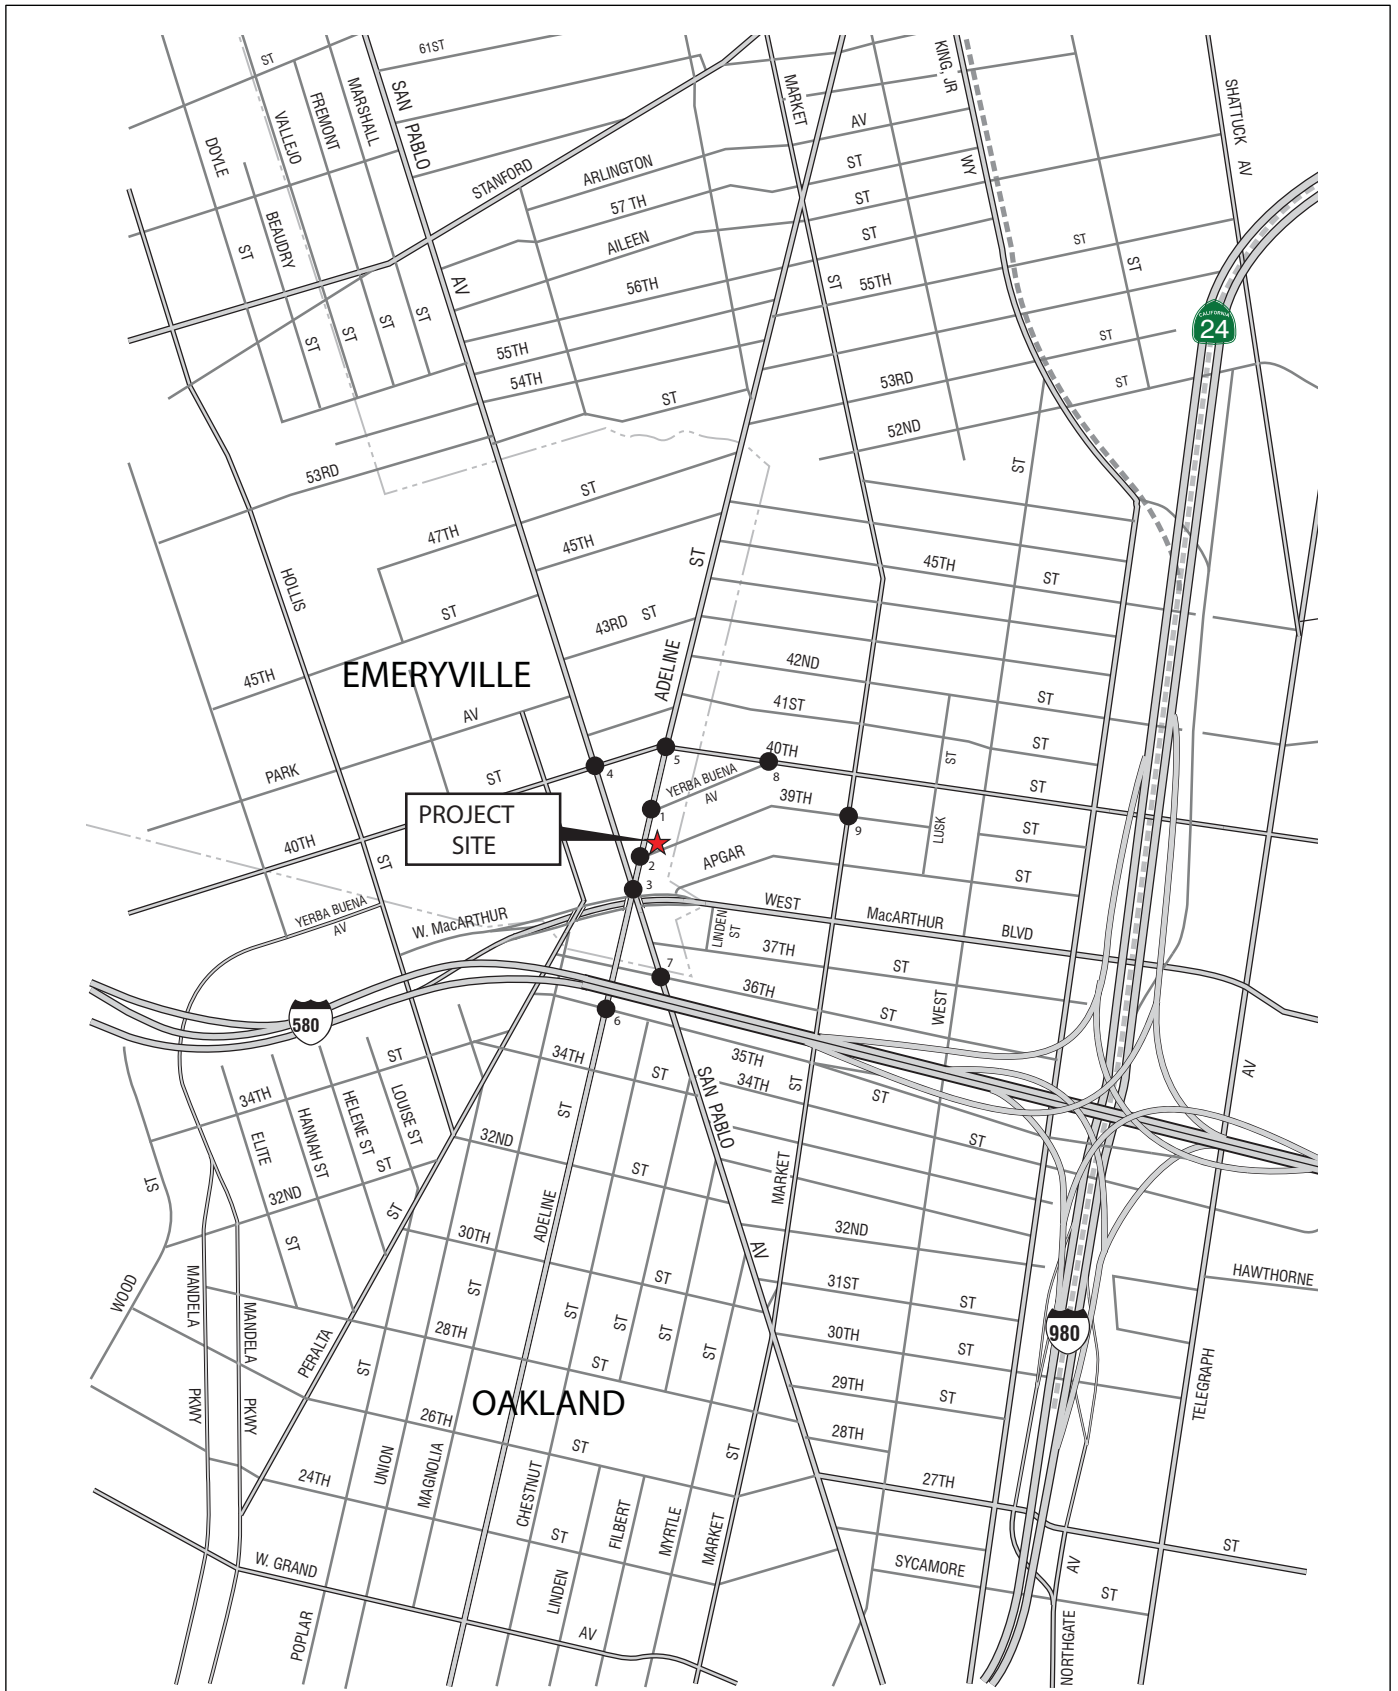 61ST
ST
SAN PABLO
MARSHALL
FREMONT
VALLEJO
DOYLE
MARKET
KING, JR
SHATTUCK AV
AV
WY
STANFORD
ARLINGTON
ST
57 TH
ST
BEAUDRY
ST
AILEEN
ST
ST
ST
AV
56TH
ST
55TH
CALIFORNIA
24
ST
ST
ST
ST
55TH
ST
54TH
53RD
ST
ST
52ND
53RD
ST
ST
47TH
45TH
ST
45TH
ST
HOLLIS
ST
43RD ST
EMERYVILLE
ADELINE
42ND
45TH
41ST
ST
AV
40TH
ST
ST
PARK
ST
4
5
8
YERBA BUENA
AV
39TH
ST
PROJECT
SITE
1
9
LUSK
ST
40TH
ST
2
APGAR
ST
3
YERBA BUENA
AV
W. MacARTHUR
WEST
MacARTHUR
BLVD
LINDEN
ST
37TH
ST
7
36TH
ST
WEST
580
6
34TH
ST
35TH
34TH
ST
ST
ST
AV
ST
34TH
ELITE
HANNAH ST
HELENE ST
LOUISE ST
ST
SAN PABLO
32ND
ST
ST
MARKET
32ND
ST
ST
ST
ADELINE
30TH
AV
32ND
WOOD
MANDELA
MANDELA
ST
ST
ST
ST
ST
ST
31ST
ST
HAWTHORNE
PERALTA
28TH
ST
ST
30TH
ST
980
29TH
ST
TELEGRAPH
PKWY
PKWY
OAKLAND
26TH
ST
28TH
ST
24TH
UNION
MAGNOLIA
CHESTNUT
FILBERT
MYRTLE
MARKET
27TH
ST
ST
W. GRAND
LINDEN
SYCAMORE
ST
AV
POPLAR
AV
NORTHGATE